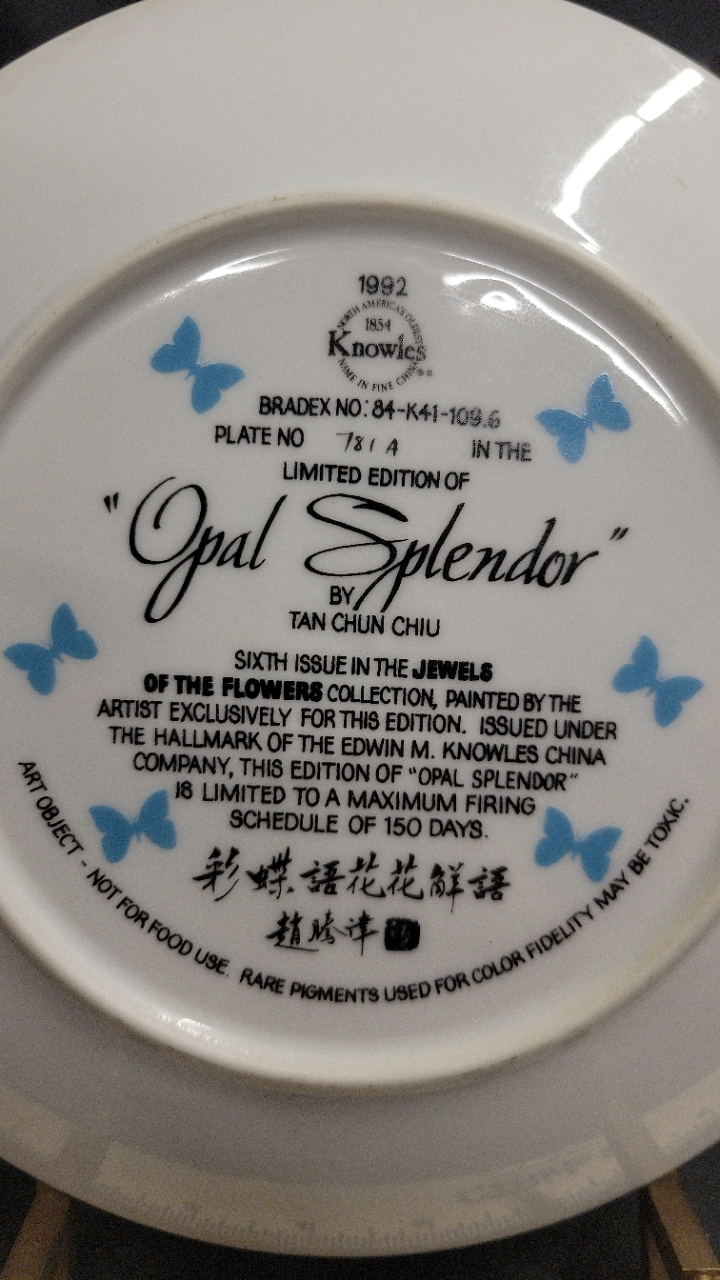 1992
NORTH AMERICA'S OLDEST
1854
Knowles
NAME IN FINE CHINA
BRADEX NO: 84-K41-109.6
PLATE NO 781A IN THE
LIMITED EDITION OF
"Opal Splendor"
BY
TAN CHUN CHIU
SIXTH ISSUE IN THE JEWELS
OF THE FLOWERS COLLECTION, PAINTED BY THE
ARTIST EXCLUSIVELY FOR THIS EDITION. ISSUED UNDER
THE HALLMARK OF THE EDWIN M. KNOWLES CHINA
COMPANY, THIS EDITION OF "OPAL SPLENDOR"
IS LIMITED TO A MAXIMUM FIRING
SCHEDULE OF 150 DAYS.
彩蝶語花花解語
趙
ART OBJECT - NOT FOR FOOD USE. RARE PIGMENTS USED FOR COLOR FIDELITY MAY BE TOXIC.